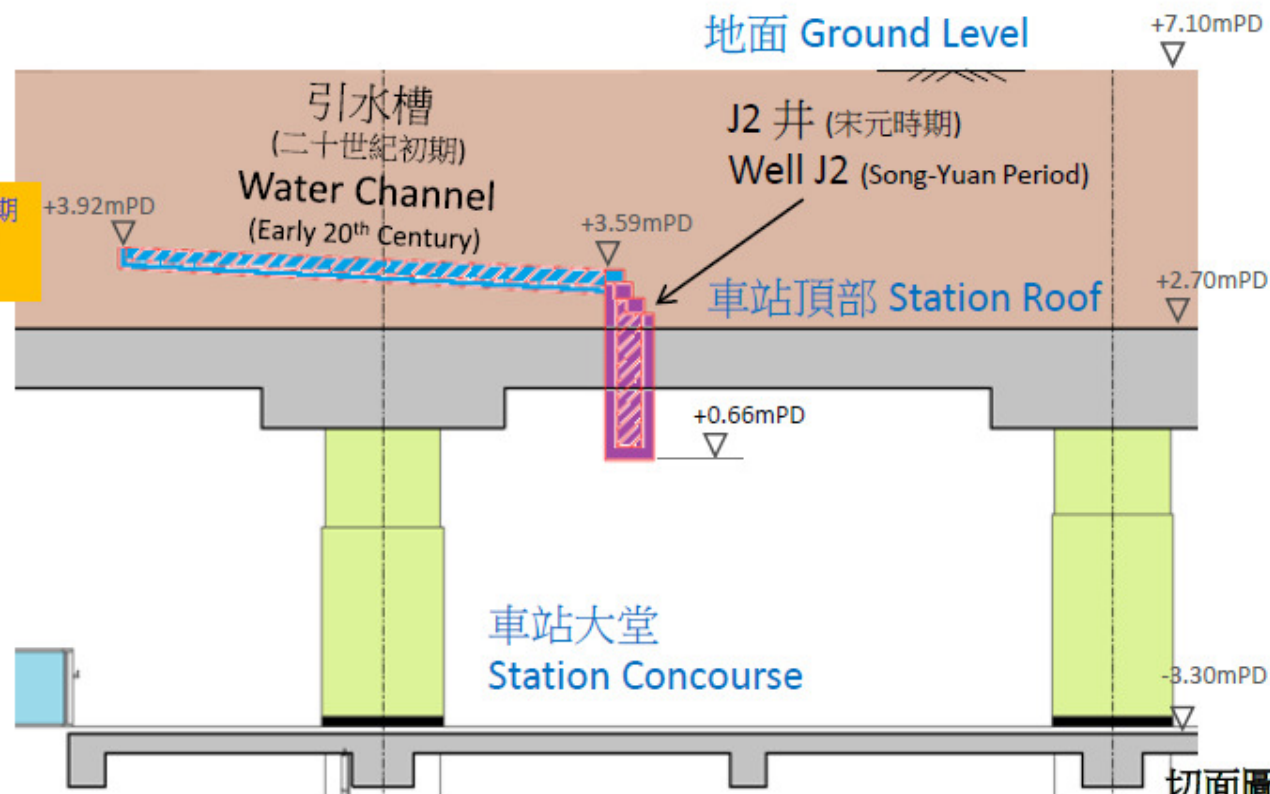 地面 Ground Level
+7.10mPD
引水槽
(二十世紀初期)
Water Channel
(Early 20th Century)
J2 井 (宋元時期)
Well J2 (Song-Yuan Period)
期
+3.92mPD
+3.59mPD
車站頂部 Station Roof
+2.70mPD
+0.66mPD
車站大堂
Station Concourse
-3.30mPD
切面圖